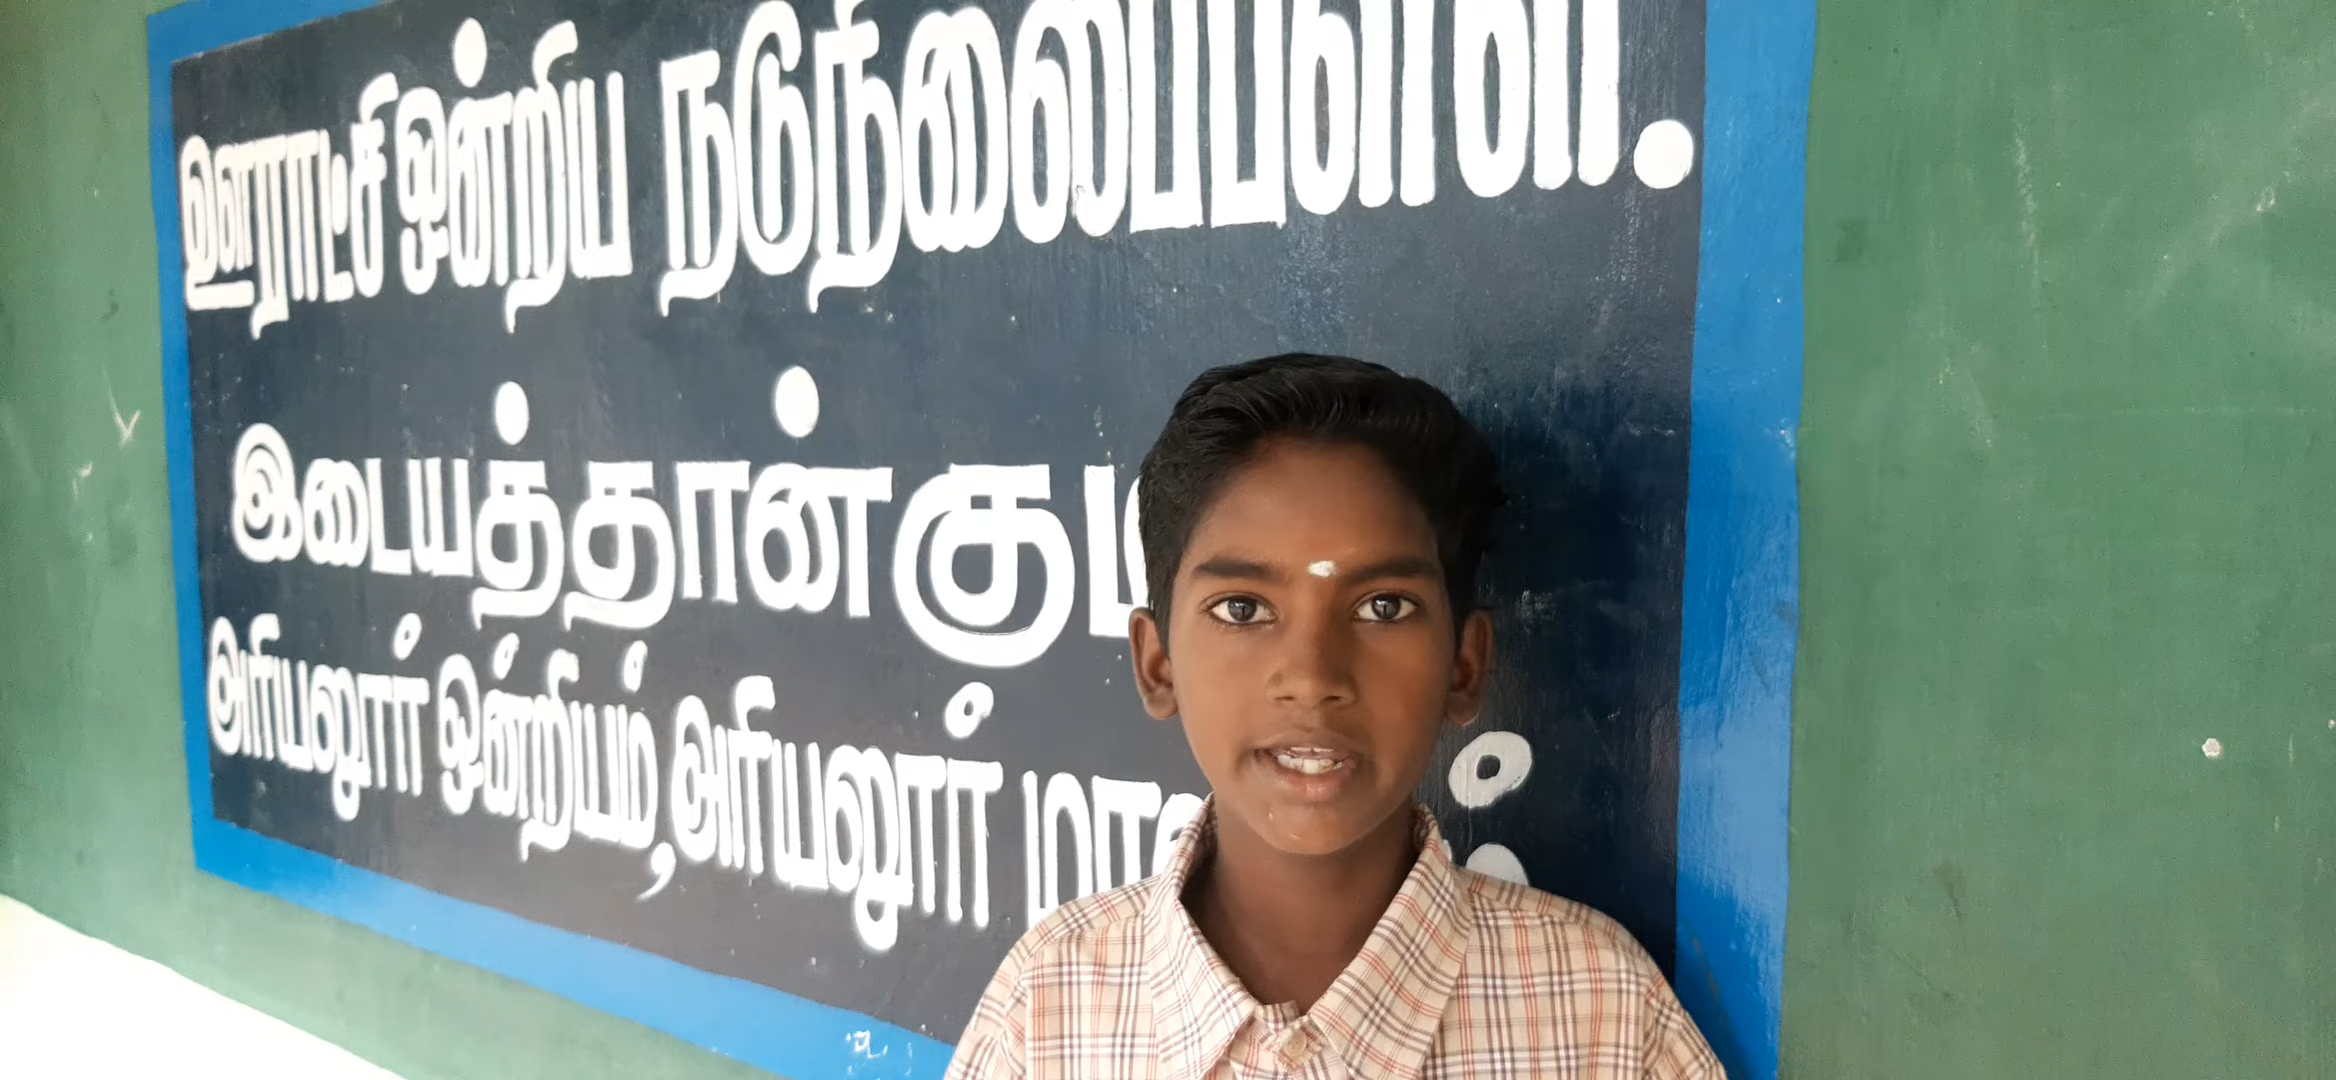 ஊராட்சி ஒன்றிய நடுநிலைப்பள்ளி.
இடையத்தான்கு
அரியலூர் ஒன்றியம், அரியலூர் மா